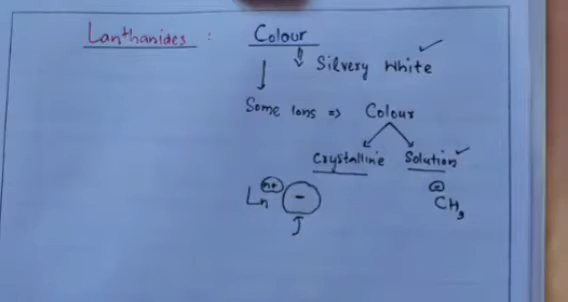 Lanthanides : Colour
Silvery White
Some ions ⇒ Colour
Crystalline Solution
Ln n+ −
CH3